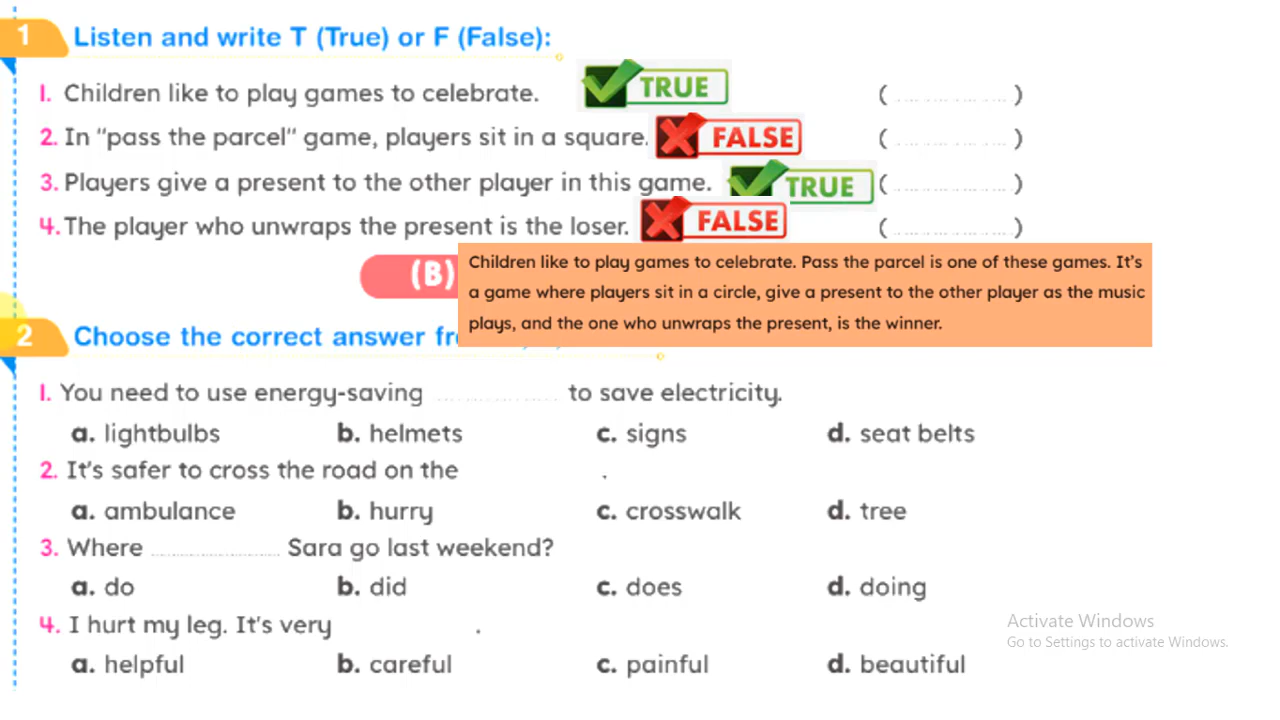 1 Listen and write T (True) or F (False):
1. Children like to play games to celebrate. TRUE ( .................... )
2. In "pass the parcel" game, players sit in a square. FALSE ( .................... )
3. Players give a present to the other player in this game. TRUE ( .................... )
4. The player who unwraps the present is the loser. FALSE ( .................... )
(B)
Children like to play games to celebrate. Pass the parcel is one of these games. It's
a game where players sit in a circle, give a present to the other player as the music
plays, and the one who unwraps the present, is the winner.
2 Choose the correct answer
1. You need to use energy-saving .................... to save electricity.
a. lightbulbs b. helmets c. signs d. seat belts
2. It's safer to cross the road on the .
a. ambulance b. hurry c. crosswalk d. tree
3. Where .................... Sara go last weekend?
a. do b. did c. does d. doing
4. I hurt my leg. It's very .
a. helpful b. careful c. painful d. beautiful
Activate Windows
Go to Settings to activate Windows.